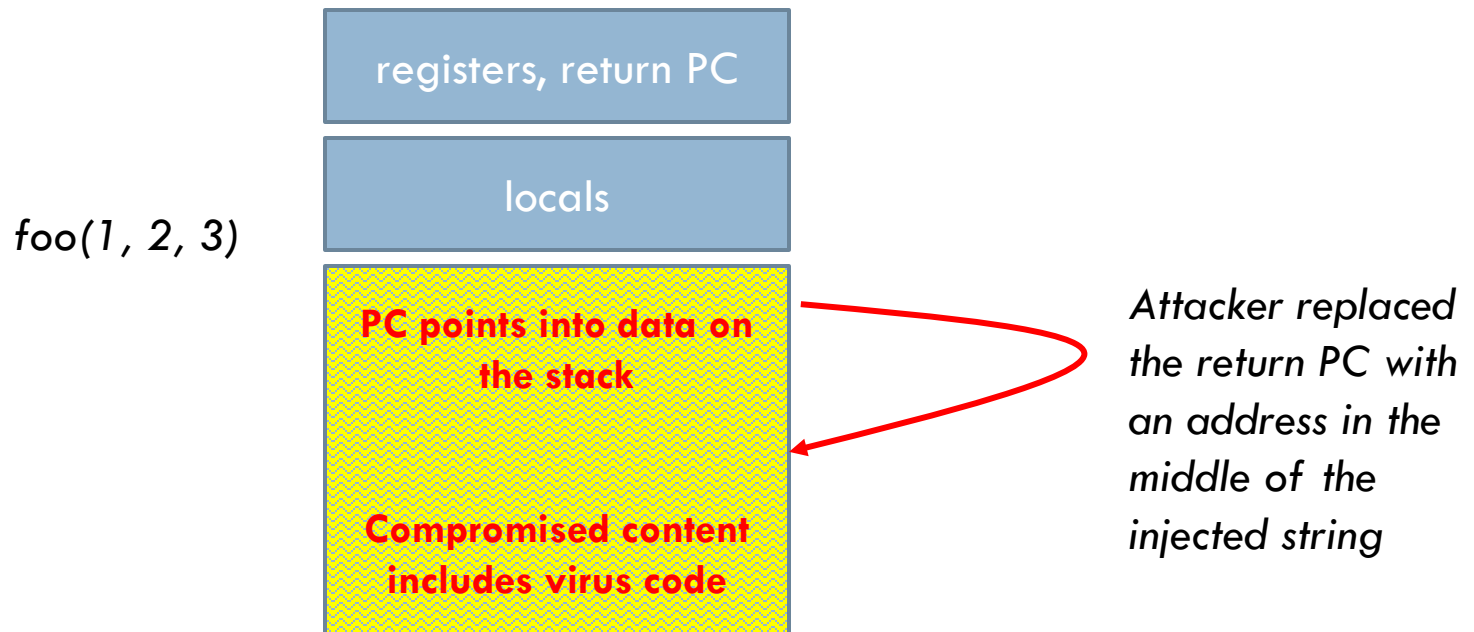 registers, return PC
locals
foo(1, 2, 3)
PC points into data on
the stack
Compromised content
includes virus code
Attacker replaced
the return PC with
an address in the
middle of the
injected string